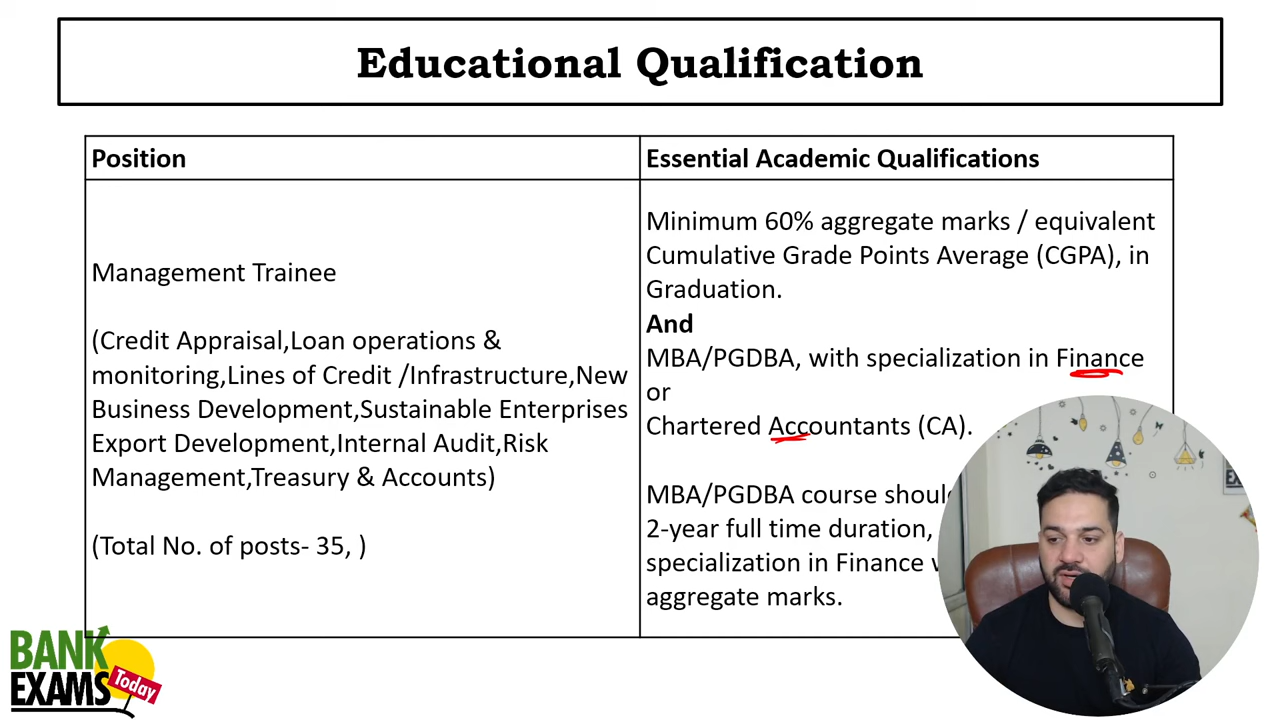 Educational Qualification
Position
Essential Academic Qualifications
Management Trainee
(Credit Appraisal,Loan operations &
monitoring,Lines of Credit /Infrastructure,New
Business Development,Sustainable Enterprises
Export Development,Internal Audit,Risk
Management,Treasury & Accounts)
(Total No. of posts- 35, )
Minimum 60% aggregate marks / equivalent
Cumulative Grade Points Average (CGPA), in
Graduation.
And
MBA/PGDBA, with specialization in Finance
or
Chartered Accountants (CA).
MBA/PGDBA course
2-year full time duration,
specialization in Finance
aggregate marks.
BANK
EXAMS
Today